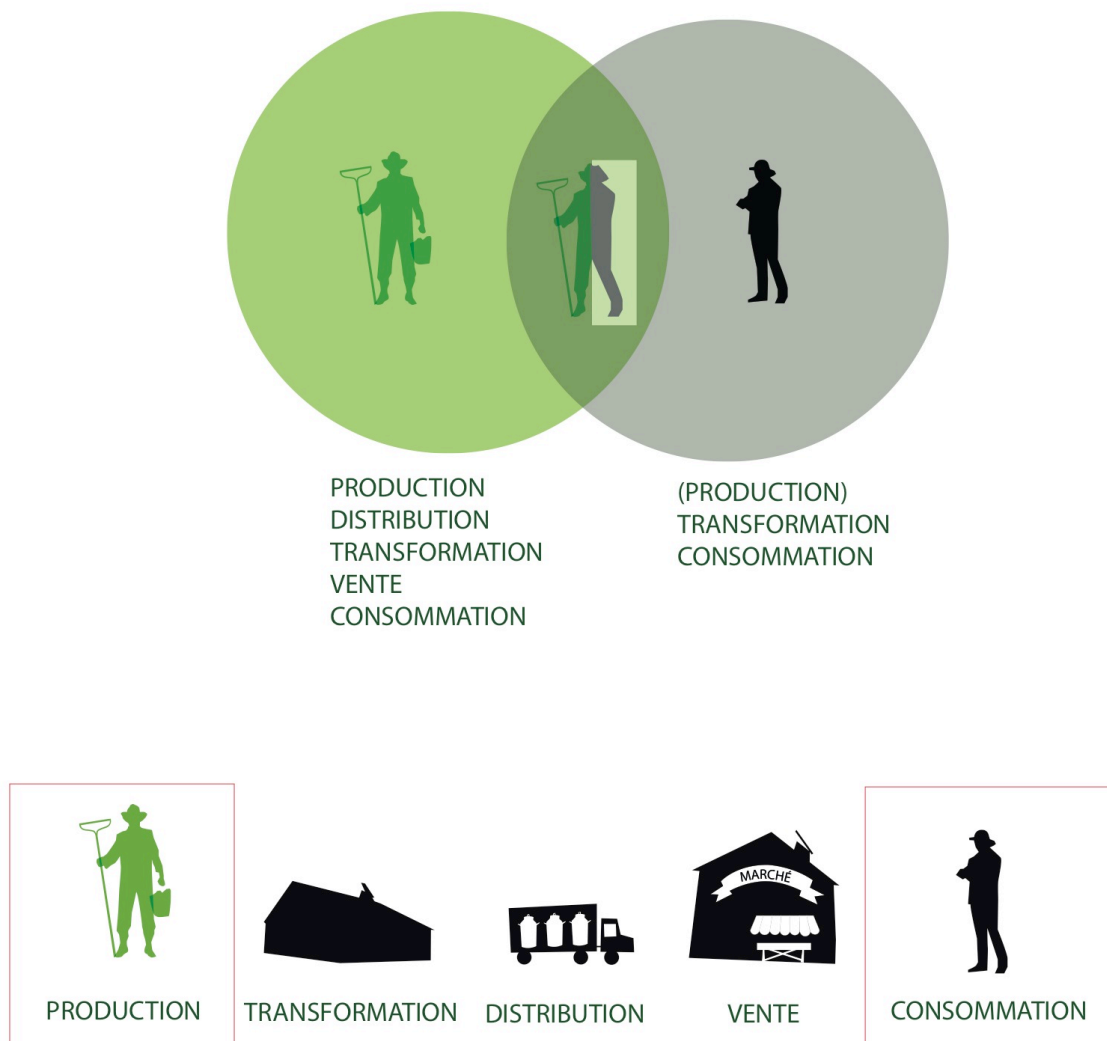 PRODUCTION
DISTRIBUTION
TRANSFORMATION
VENTE
CONSOMMATION
(PRODUCTION)
TRANSFORMATION
CONSOMMATION
MARCHÉ
PRODUCTION
TRANSFORMATION
DISTRIBUTION
VENTE
CONSOMMATION